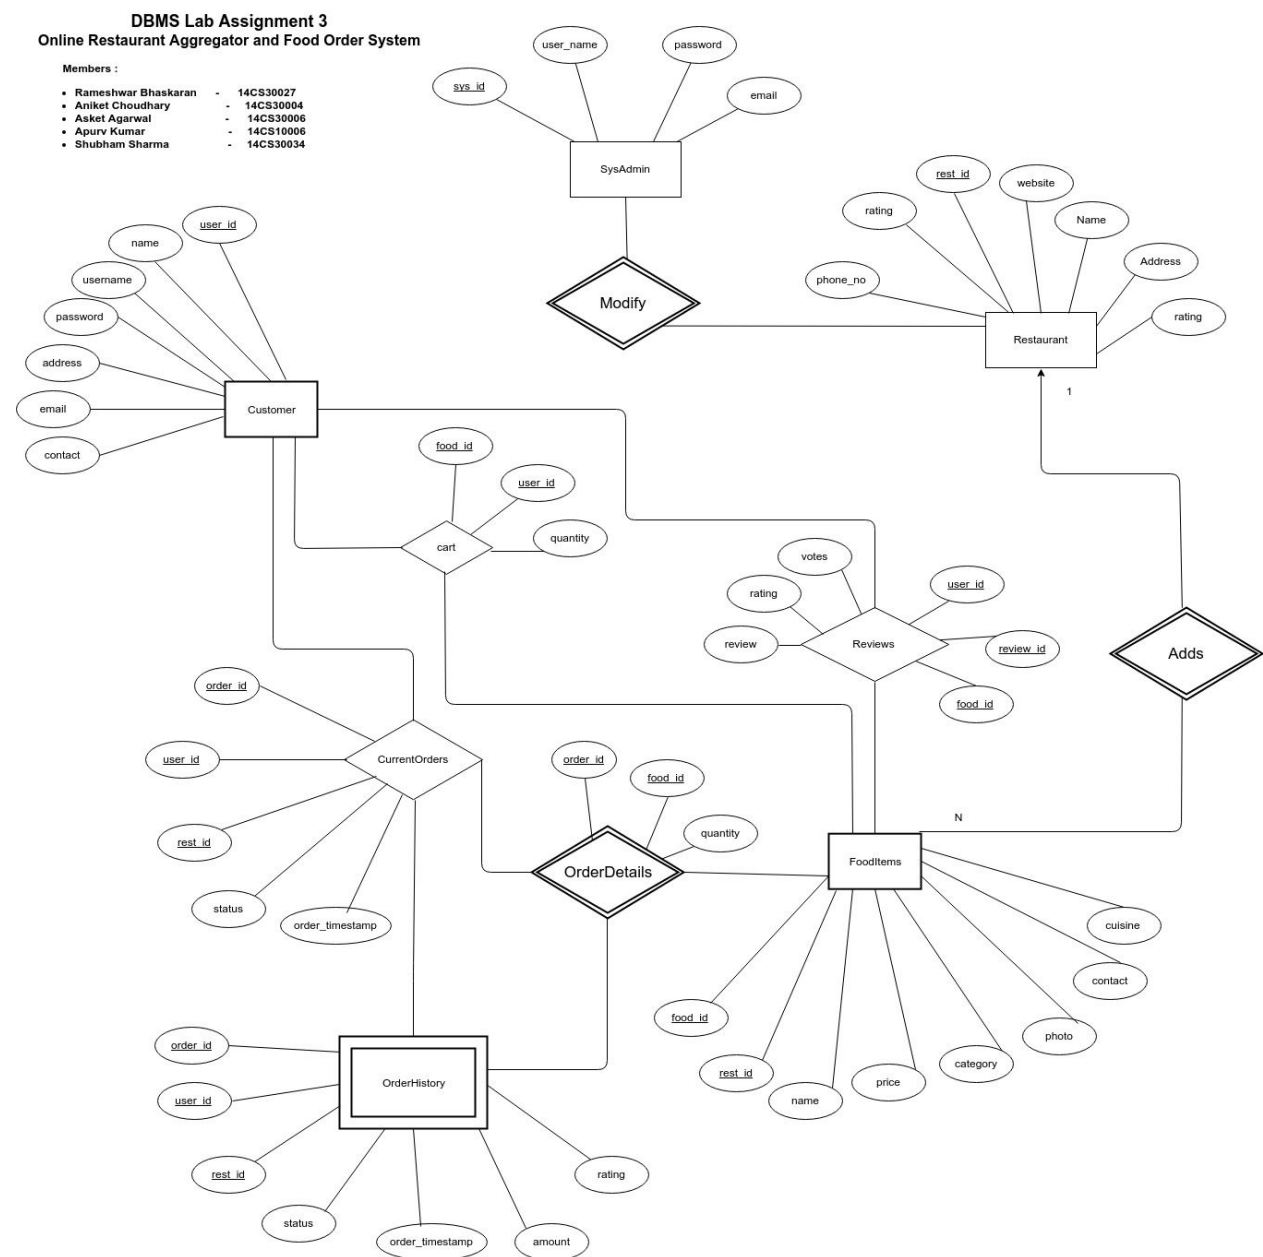 DBMS Lab Assignment 3
Online Restaurant Aggregator and Food Order System
Members :
Rameshwar Bhaskaran - 14CS30027
Aniket Choudhary - 14CS30004
Asket Agarwal - 14CS30006
Apurv Kumar - 14CS10006
Shubham Sharma - 14CS30034
user_name
password
sys_id
email
SysAdmin
rest_id
website
rating
Name
Address
phone_no
rating
Restaurant
1
Modify
user_id
name
username
password
address
email
contact
Customer
food_id
user_id
quantity
cart
votes
rating
user_id
review
Reviews
review_id
food_id
Adds
order_id
user_id
CurrentOrders
rest_id
status
order_timestamp
order_id
food_id
quantity
OrderDetails
N
FoodItems
cuisine
contact
photo
category
price
name
rest_id
food_id
order_id
user_id
OrderHistory
rest_id
status
order_timestamp
amount
rating